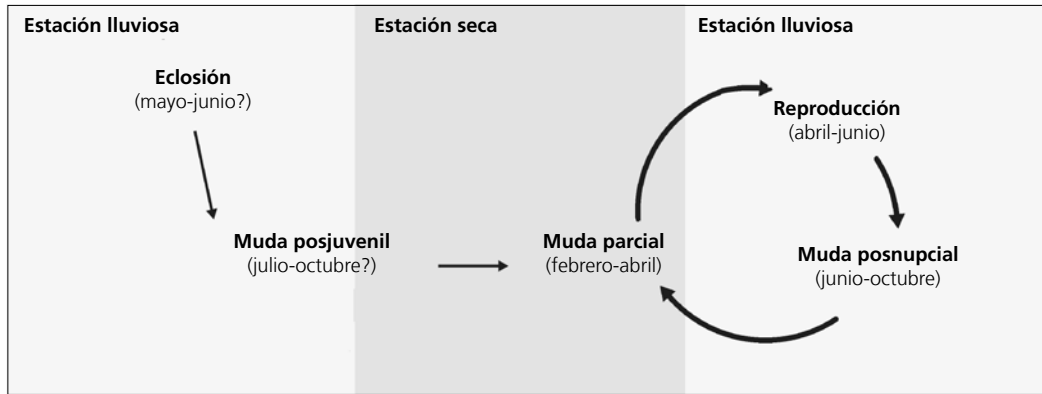 Estación lluviosa
Estación seca
Estación lluviosa
Eclosión
(mayo-junio?)
Reproducción
(abril-junio)
Muda posjuvenil
(julio-octubre?)
Muda parcial
(febrero-abril)
Muda posnupcial
(junio-octubre)